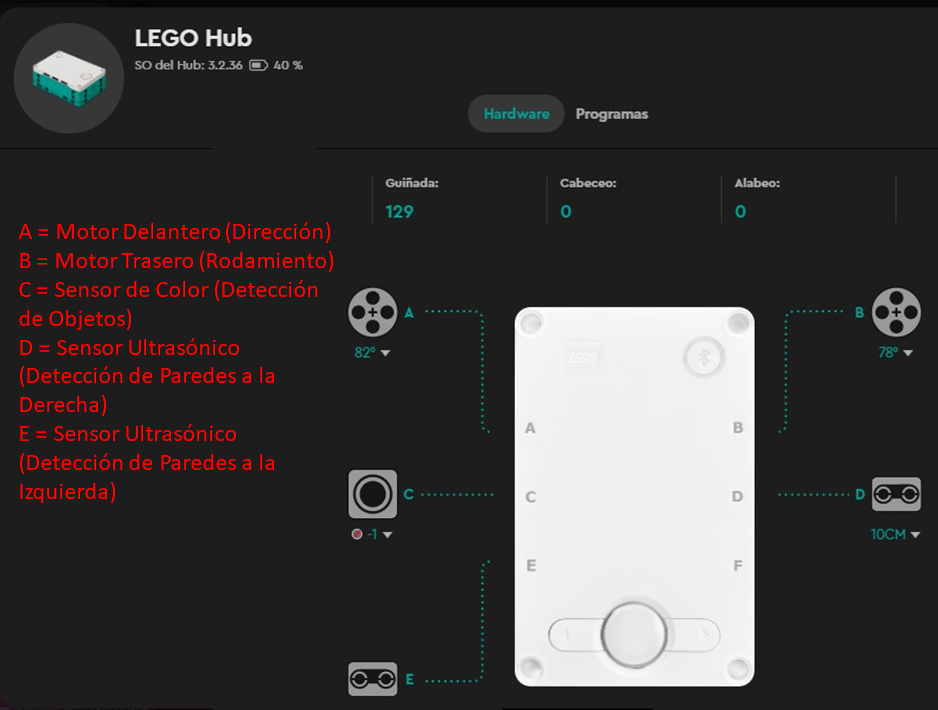 LEGO Hub
SO del Hub: 3.2.36 40 %
Hardware Programas
Guiñada: Cabeceo: Alabeo:
129 0 0
A = Motor Delantero (Dirección)
B = Motor Trasero (Rodamiento)
C = Sensor de Color (Detección
de Objetos)
D = Sensor Ultrasónico
(Detección de Paredes a la
Derecha)
E = Sensor Ultrasónico
(Detección de Paredes a la
Izquierda)
A B
82° 78°
LEGO
A B
C D
C D
-1 10CM
E F
E